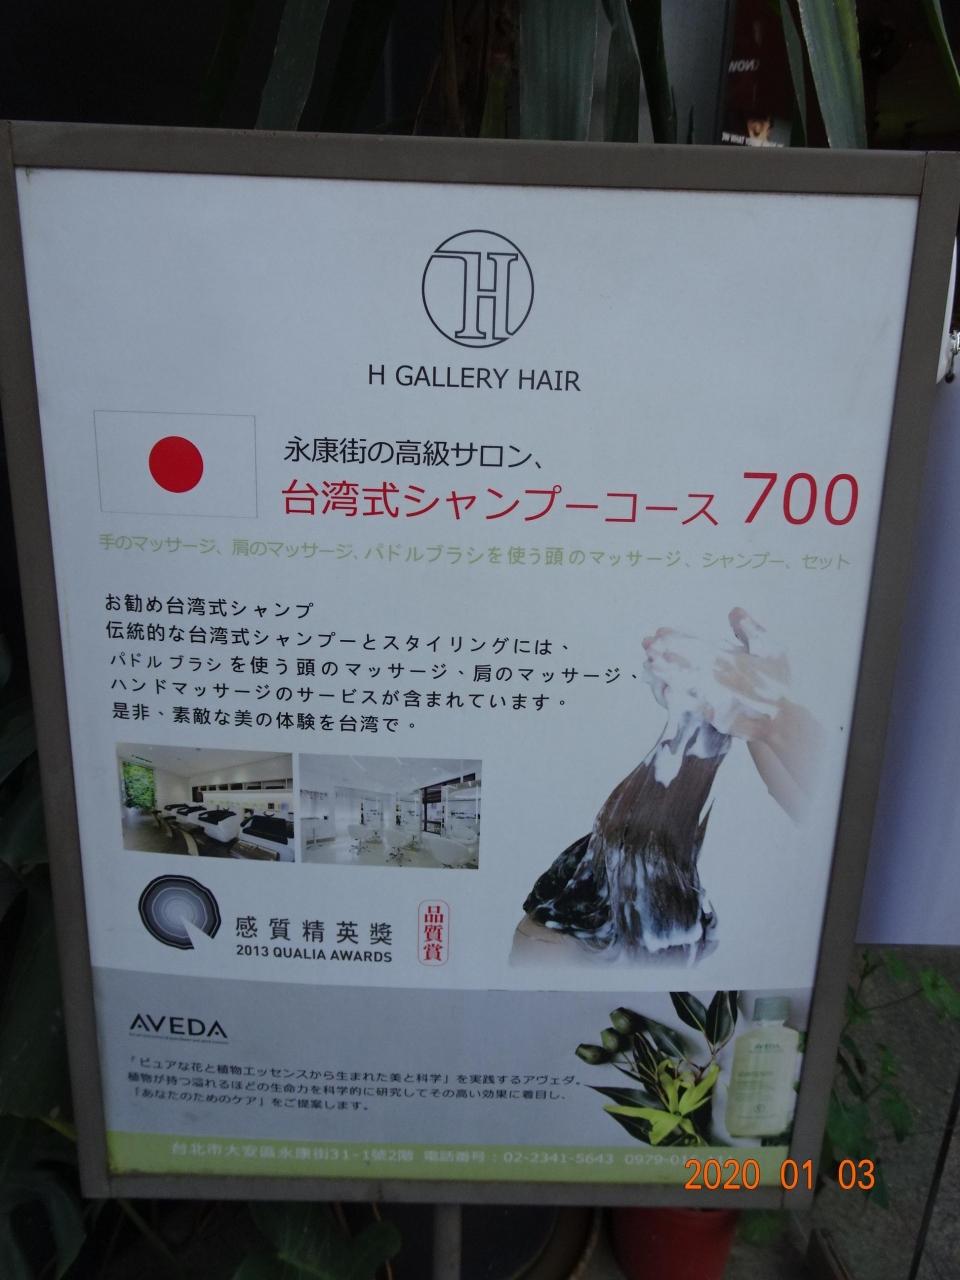 H GALLERY HAIR
永康街の高級サロン、
台湾式シャンプーコース 700
手のマッサージ、肩のマッサージ、パドルブラシを使う頭のマッサージ、シャンプー、セット
お勧め台湾式シャンプ
伝統的な台湾式シャンプーとスタイリングには、
パドルブラシを使う頭のマッサージ、肩のマッサージ、
ハンドマッサージのサービスが含まれています。
是非、素敵な美の体験を台湾で。
感質精英獎
2013 QUALIA AWARDS
品質賞
AVEDA
「ピュアな花と植物エッセンスから生まれた美と科学」を実践するアヴェダ。
植物が持つ溢れるほどの生命力を科学的に研究してその高い効果に着目し、
「あなたのためのケア」をご提案します。
AVEDA
台北市大安區永康街31-1號2階 電話番号：02-2341-5643
2020 01 03